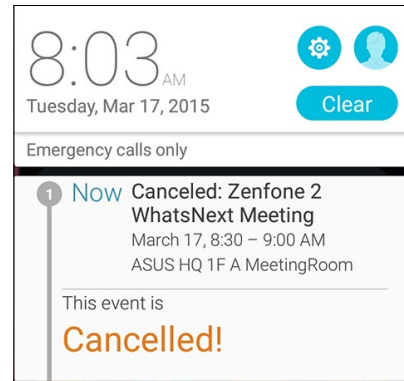 8:03 AM
Tuesday, Mar 17, 2015
Clear
Emergency calls only
1 Now Canceled: Zenfone 2
WhatsNext Meeting
March 17, 8:30 – 9:00 AM
ASUS HQ 1F A MeetingRoom
This event is
Cancelled!